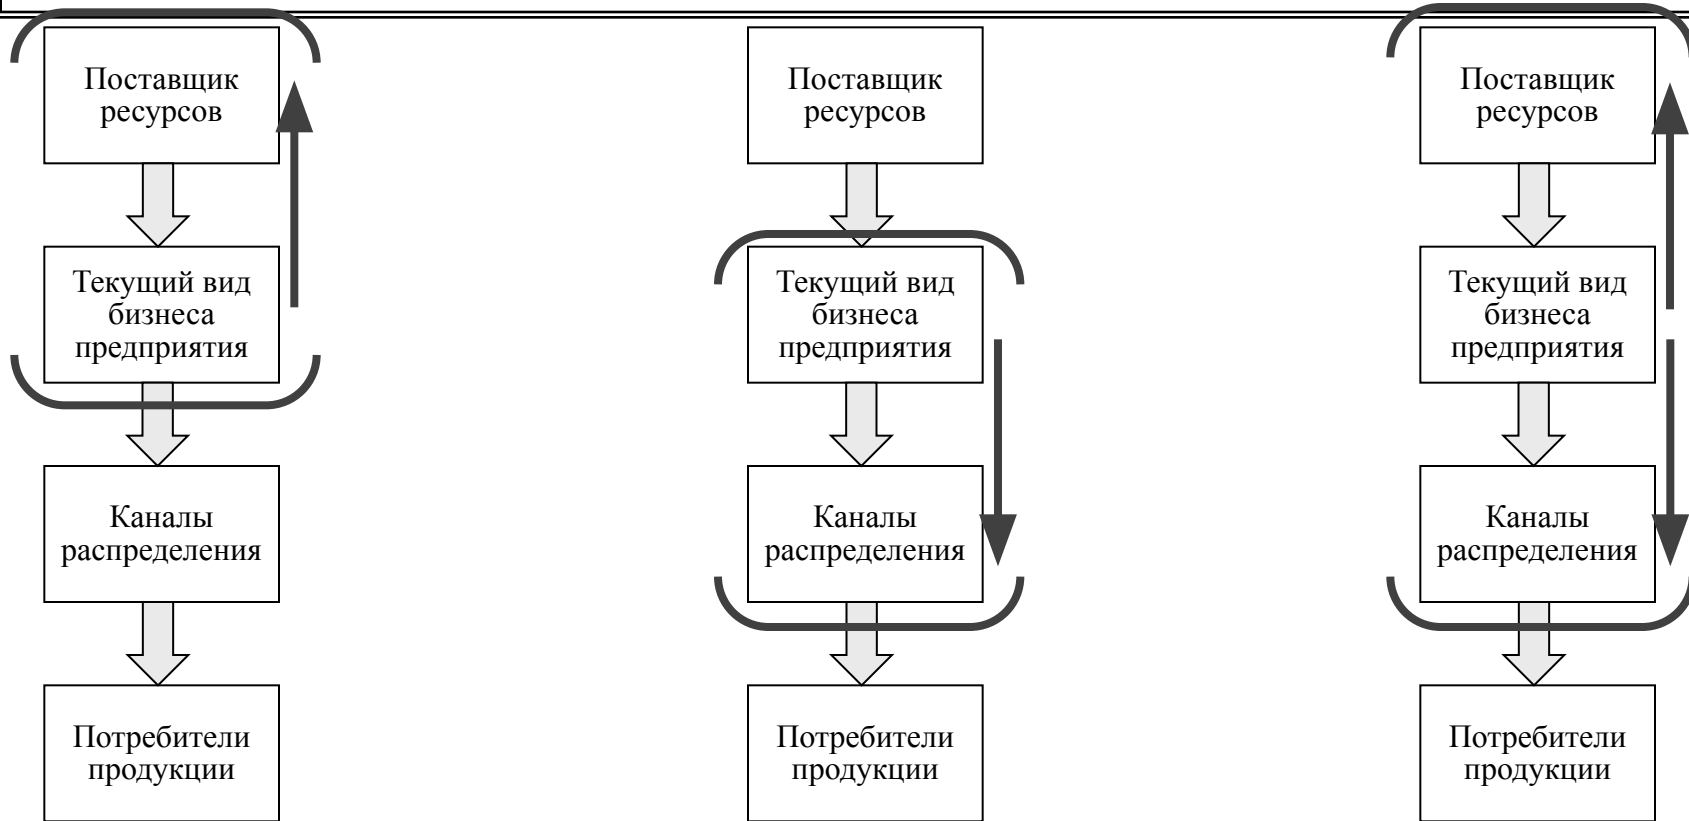 Поставщик
ресурсов
Текущий вид
бизнеса
предприятия
Каналы
распределения
Потребители
продукции
Поставщик
ресурсов
Текущий вид
бизнеса
предприятия
Каналы
распределения
Потребители
продукции
Поставщик
ресурсов
Текущий вид
бизнеса
предприятия
Каналы
распределения
Потребители
продукции